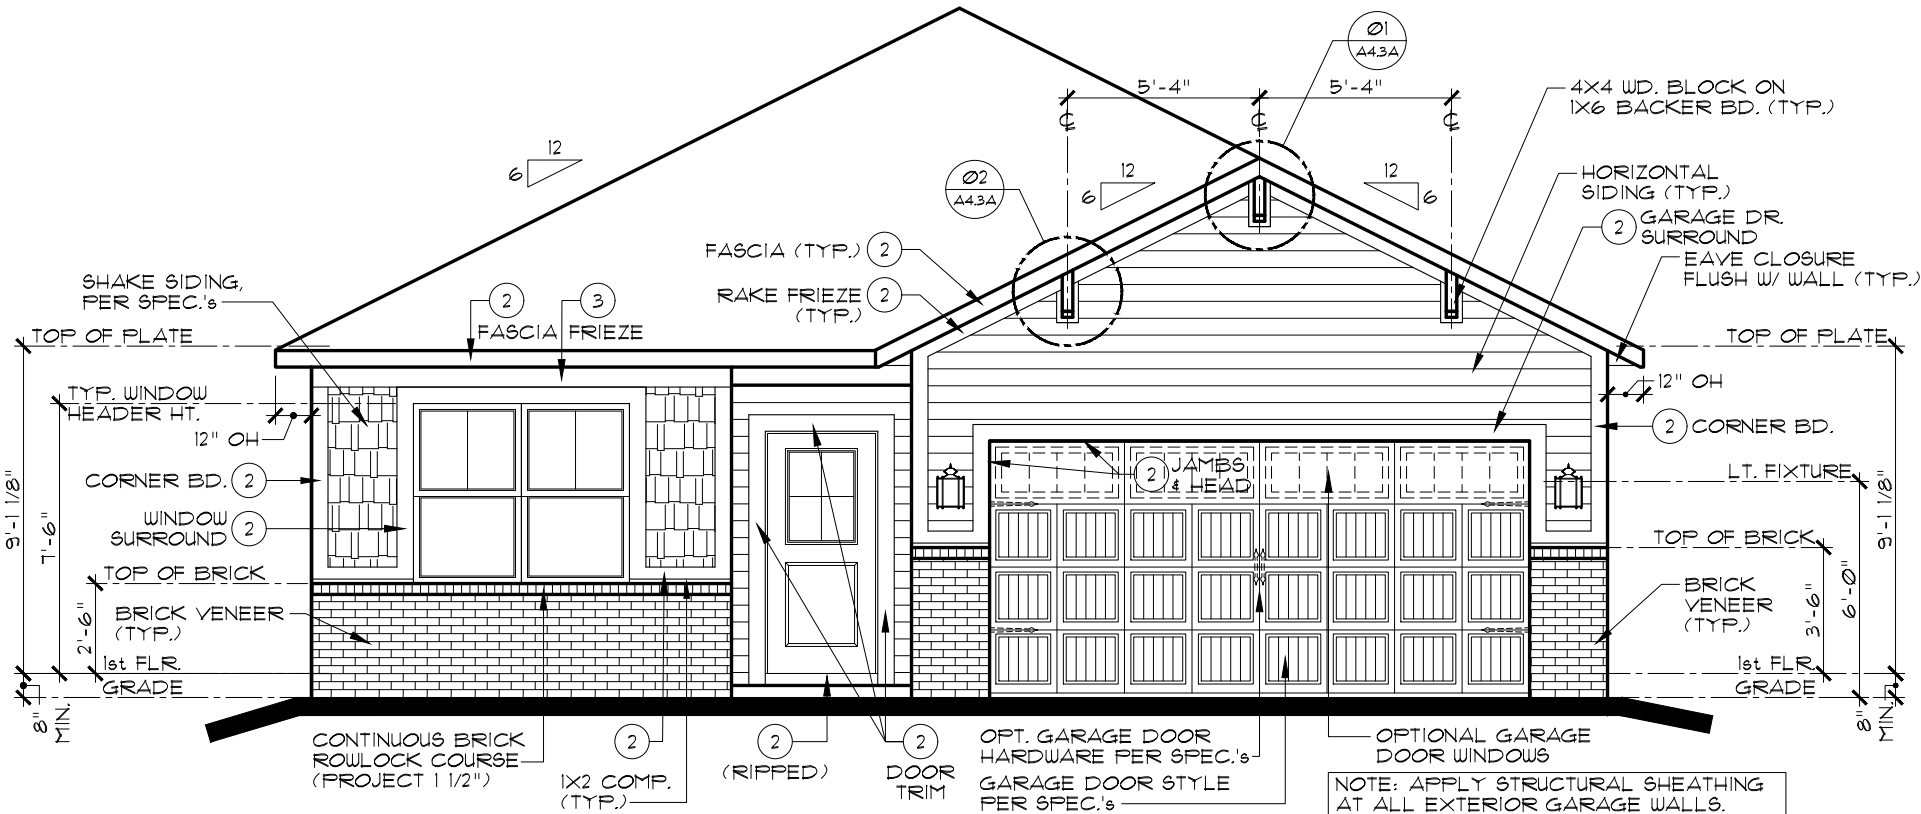 Ø1
A4.3A
5'-4"
5'-4"
4X4 WD. BLOCK ON
1X6 BACKER BD. (TYP.)
℄
℄
℄
12
6
12
6
12
6
Ø2
A4.3A
HORIZONTAL
SIDING (TYP.)
2 GARAGE DR.
SURROUND
EAVE CLOSURE
FLUSH W/ WALL (TYP.)
FASCIA (TYP.) 2
RAKE FRIEZE 2
(TYP.)
SHAKE SIDING,
PER SPEC.'s
2
FASCIA
3
FRIEZE
TOP OF PLATE
TOP OF PLATE
TYP. WINDOW
HEADER HT.
12" OH
12" OH
2 CORNER BD.
CORNER BD. 2
2 JAMBS
& HEAD
LT. FIXTURE
WINDOW 2
SURROUND
9'-1 1/8"
7'-6"
2'-6"
TOP OF BRICK
TOP OF BRICK
9'-1 1/8"
6'-0"
3'-6"
BRICK VENEER
(TYP.)
BRICK
VENEER
(TYP.)
1st FLR.
GRADE
1st FLR.
GRADE
8"
MIN.
8"
MIN.
CONTINUOUS BRICK
ROWLOCK COURSE
(PROJECT 1 1/2")
2
1X2 COMP.
(TYP.)
2
(RIPPED)
2
DOOR
TRIM
OPT. GARAGE DOOR
HARDWARE PER SPEC.'s
GARAGE DOOR STYLE
PER SPEC.'s
OPTIONAL GARAGE
DOOR WINDOWS
NOTE: APPLY STRUCTURAL SHEATHING
AT ALL EXTERIOR GARAGE WALLS.